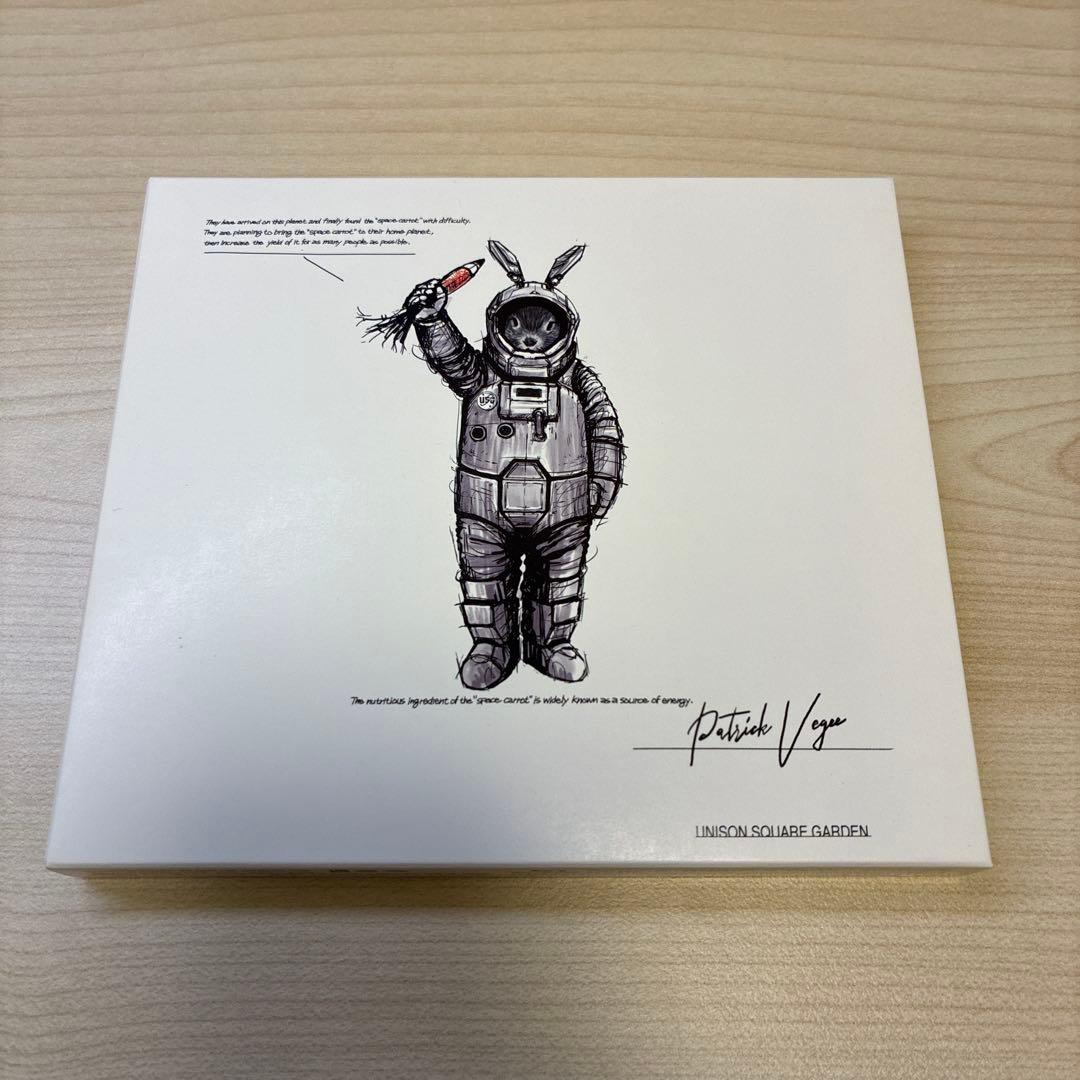 They have arrived on this planet and finally found the "space carrot" with difficulty.
They are planning to bring the "space carrot" to their home planet,
then increase the yield of it for as many people as possible.
USG
The nutritious ingredient of the "space carrot" is widely known as a source of energy.
Patrick Vegee
UNISON SQUARE GARDEN